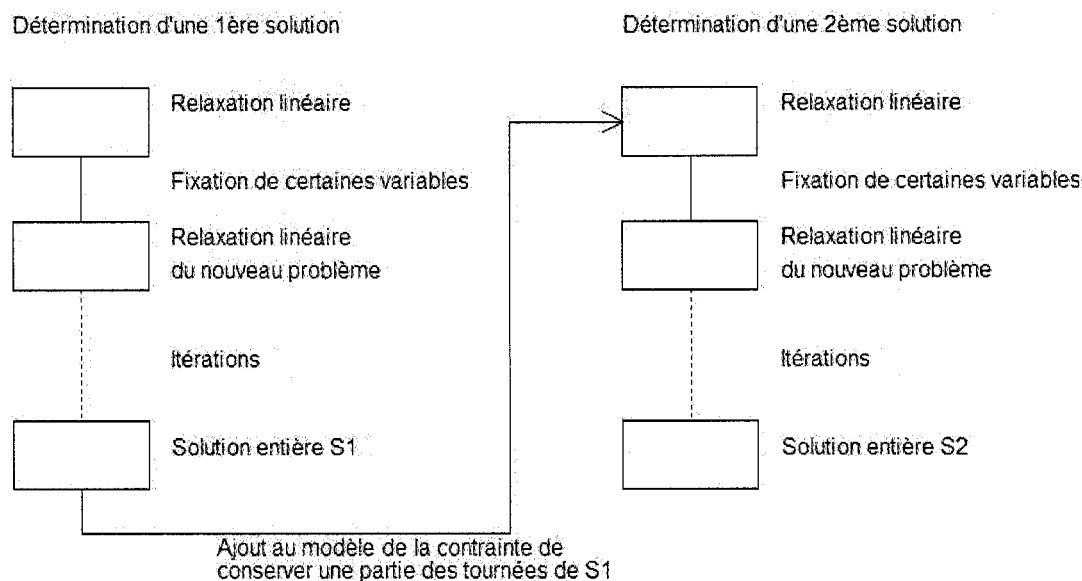 Détermination d'une 1ère solution
Relaxation linéaire
Fixation de certaines variables
Relaxation linéaire
du nouveau problème
Itérations
Solution entière S1
Ajout au modèle de la contrainte de
conserver une partie des tournées de S1
Détermination d'une 2ème solution
Relaxation linéaire
Fixation de certaines variables
Relaxation linéaire
du nouveau problème
Itérations
Solution entière S2